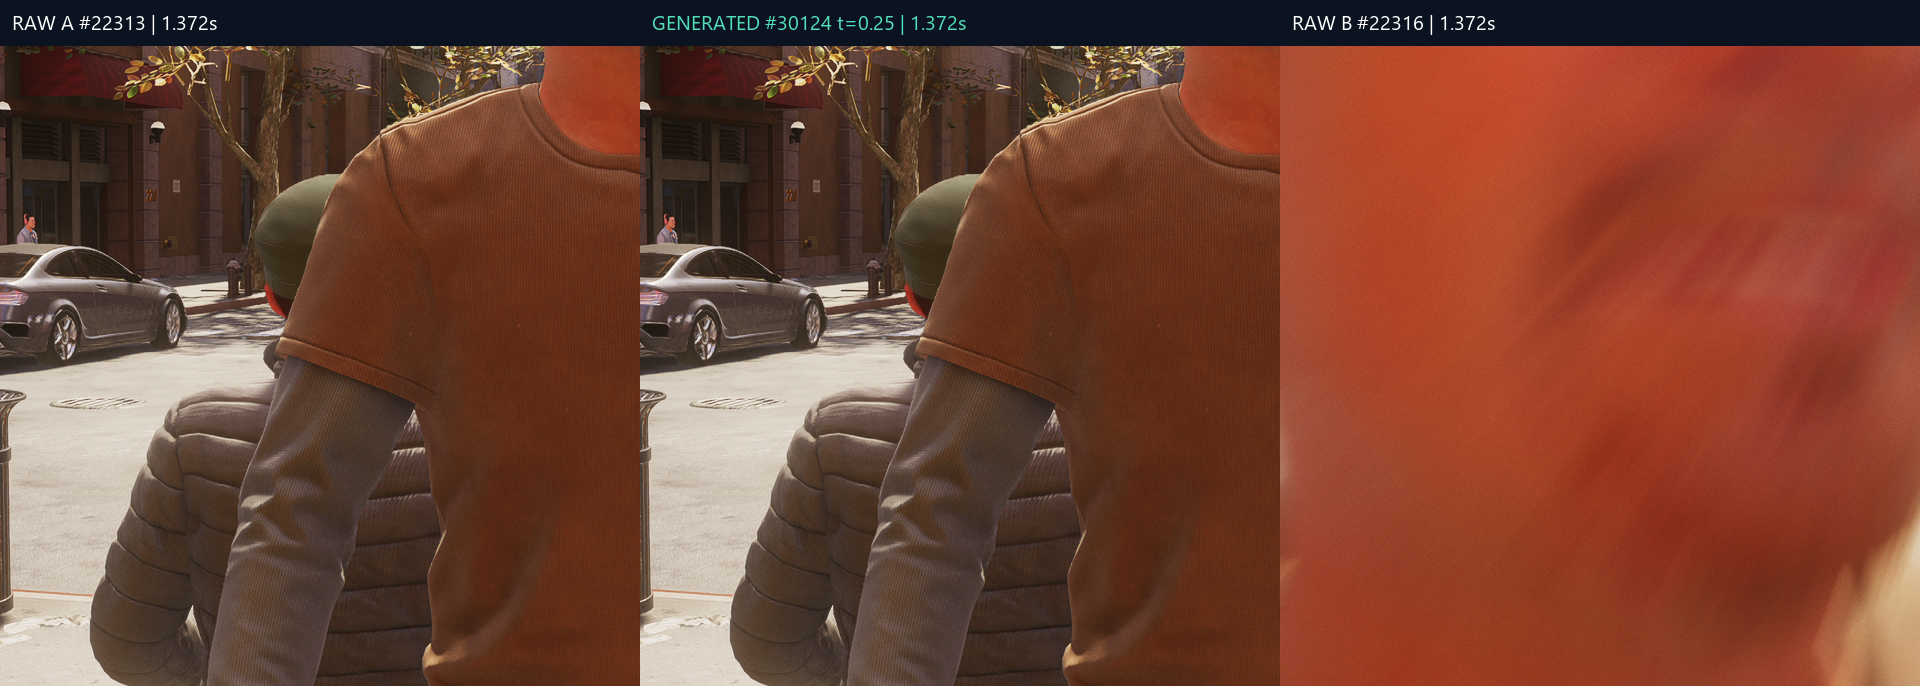 RAW A #22313 | 1.372s
GENERATED #30124 t=0.25 | 1.372s
RAW B #22316 | 1.372s